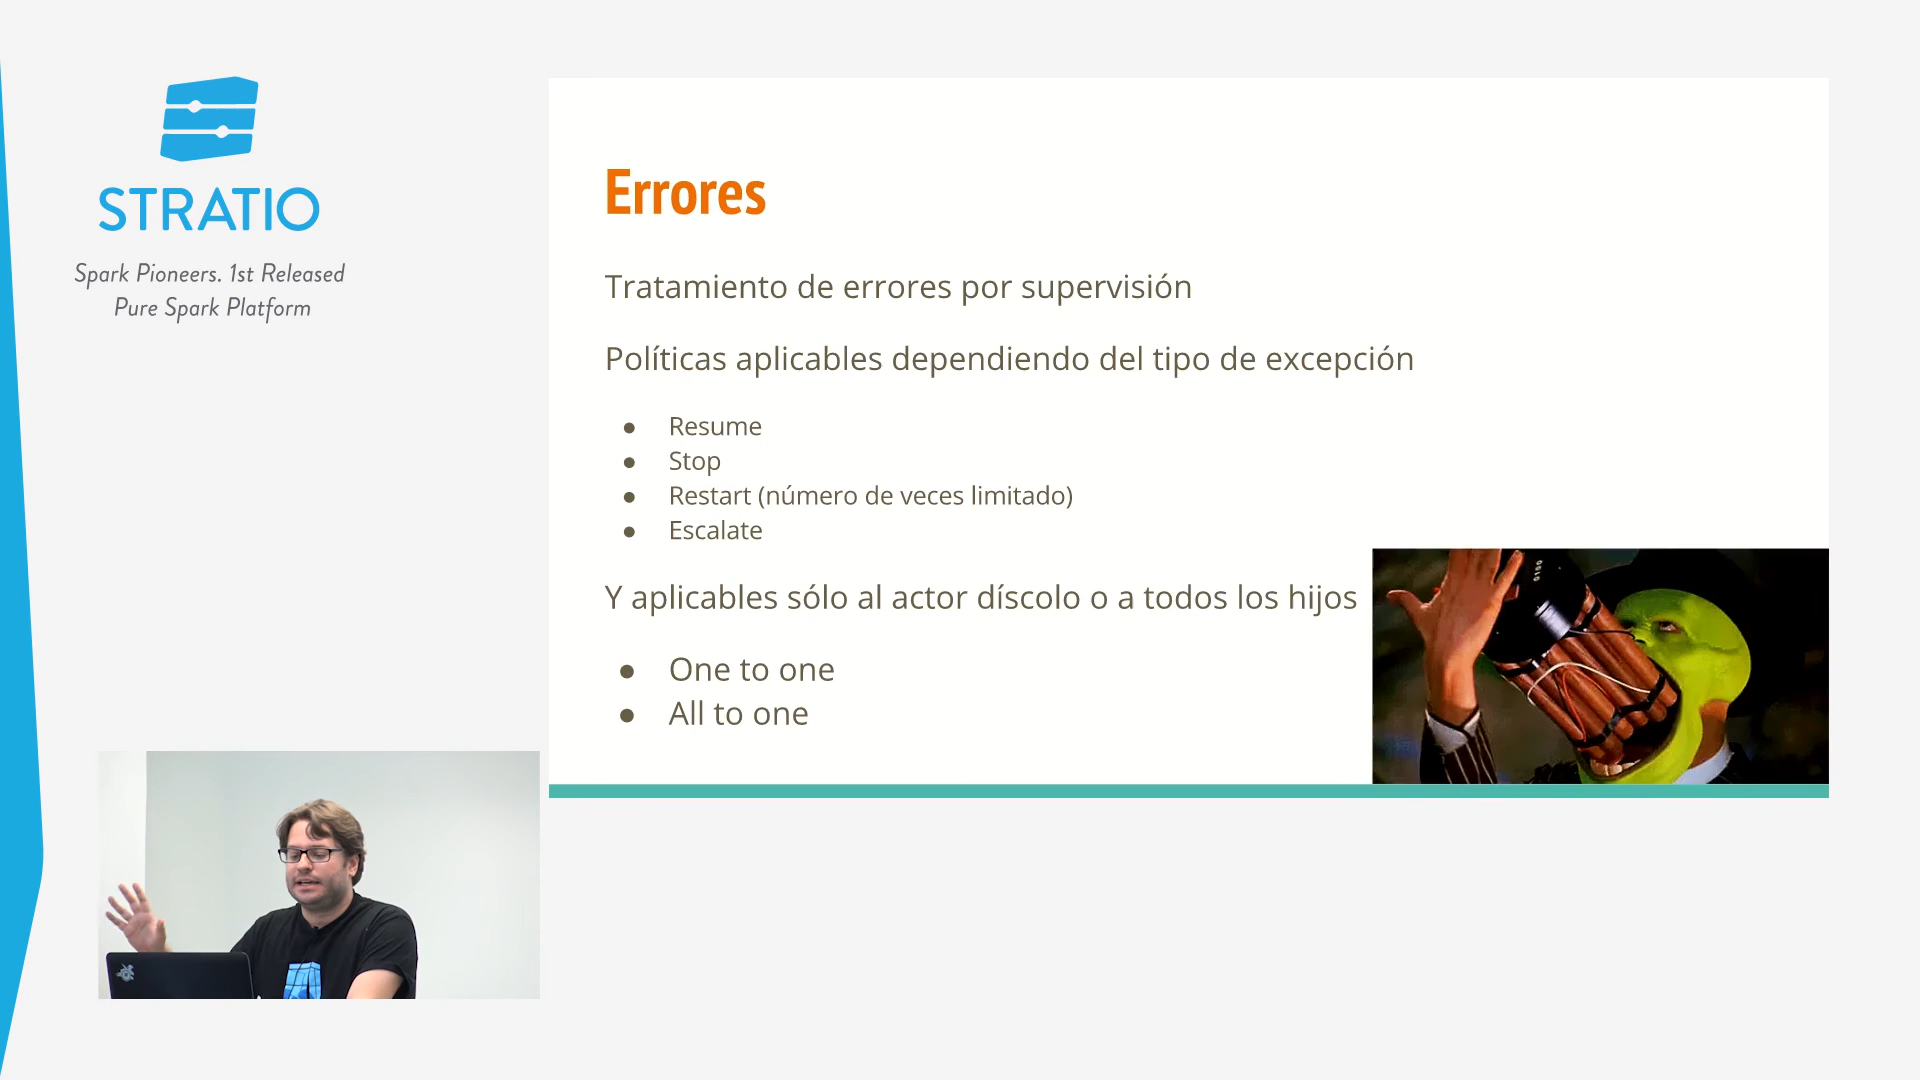 STRATIO
Spark Pioneers. 1st Released
Pure Spark Platform
Errores
Tratamiento de errores por supervisión
Políticas aplicables dependiendo del tipo de excepción
● Resume
● Stop
● Restart (número de veces limitado)
● Escalate
Y aplicables sólo al actor díscolo o a todos los hijos
● One to one
● All to one